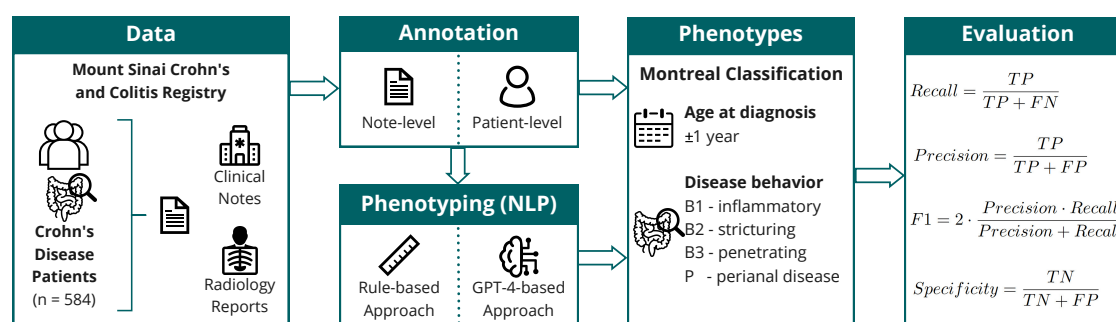 Data
Mount Sinai Crohn's
and Colitis Registry
Crohn's
Disease
Patients
(n = 584)
Clinical
Notes
Radiology
Reports
Annotation
Note-level
Patient-level
Phenotyping (NLP)
Rule-based
Approach
GPT-4-based
Approach
Phenotypes
Montreal Classification
Age at diagnosis
±1 year
Disease behavior
B1 - inflammatory
B2 - stricturing
B3 - penetrating
P - perianal disease
Evaluation
Recall = TP / TP + FN
Precision = TP / TP + FP
F1 = 2 · Precision · Recall / Precision + Recal
Specificity = TN / TN + FP